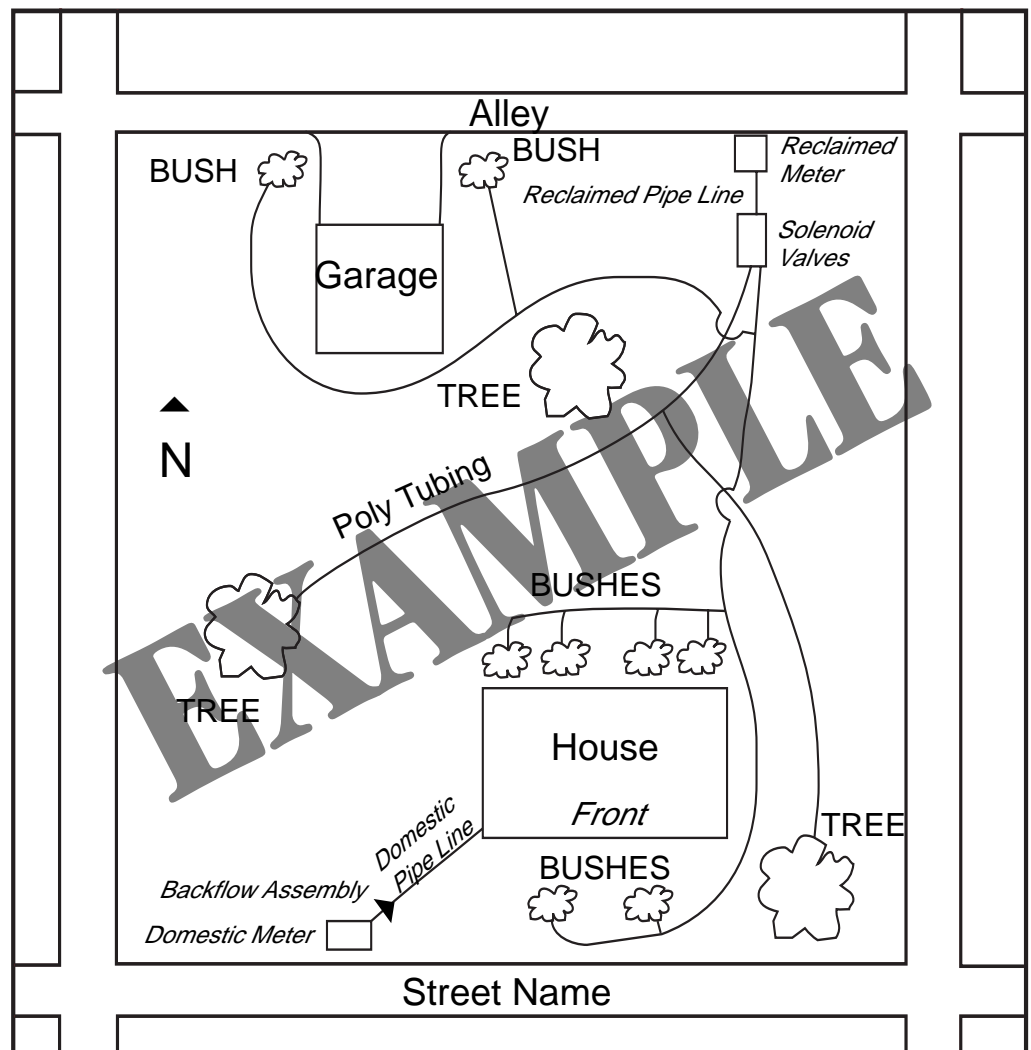 Alley
BUSH
BUSH
Reclaimed
Meter
Reclaimed Pipe Line
Solenoid
Valves
Garage
TREE
N
Poly Tubing
EXAMPLE
BUSHES
TREE
House
Front
Domestic
Pipe Line
TREE
BUSHES
Backflow Assembly
Domestic Meter
Street Name